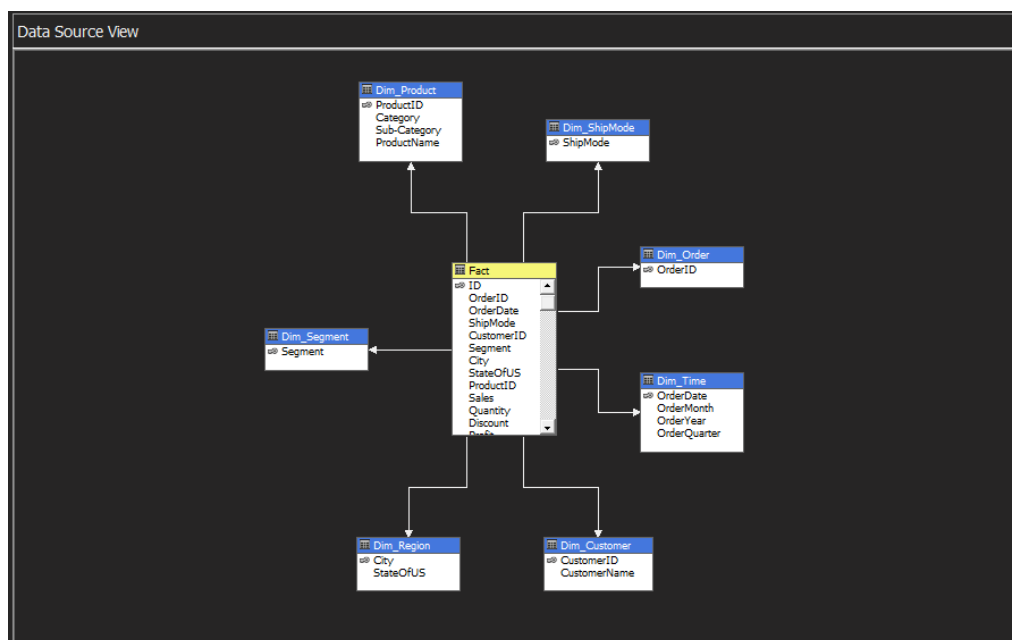 Data Source View
Dim_Product
ProductID
Category
Sub-Category
ProductName
Dim_ShipMode
ShipMode
Dim_Order
OrderID
Fact
ID
OrderID
OrderDate
ShipMode
CustomerID
Segment
City
StateOfUS
ProductID
Sales
Quantity
Discount
Profit
Dim_Segment
Segment
Dim_Time
OrderDate
OrderMonth
OrderYear
OrderQuarter
Dim_Region
City
StateOfUS
Dim_Customer
CustomerID
CustomerName